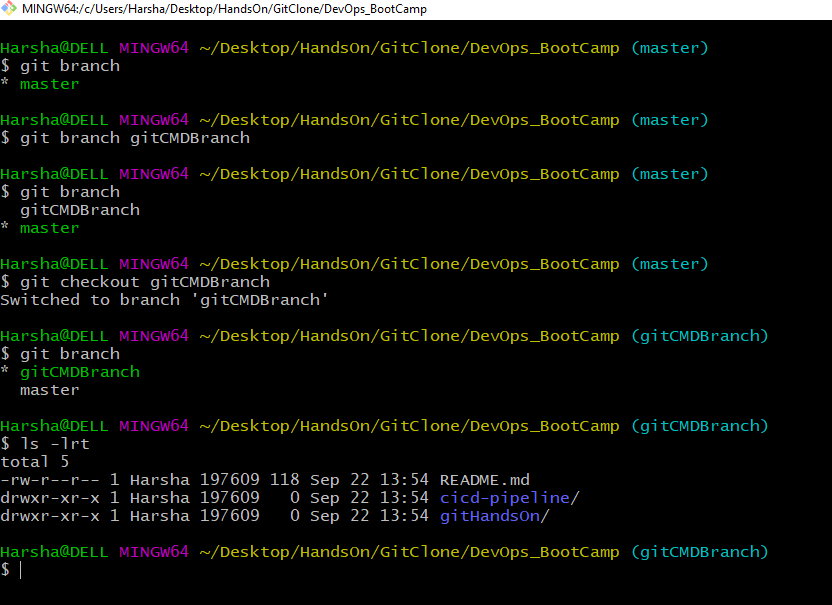 MINGW64:/c/Users/Harsha/Desktop/HandsOn/GitClone/DevOps_BootCamp
Harsha@DELL MINGW64 ~/Desktop/HandsOn/GitClone/DevOps_BootCamp (master)
$ git branch
* master
Harsha@DELL MINGW64 ~/Desktop/HandsOn/GitClone/DevOps_BootCamp (master)
$ git branch gitCMDBranch
Harsha@DELL MINGW64 ~/Desktop/HandsOn/GitClone/DevOps_BootCamp (master)
$ git branch
  gitCMDBranch
* master
Harsha@DELL MINGW64 ~/Desktop/HandsOn/GitClone/DevOps_BootCamp (master)
$ git checkout gitCMDBranch
Switched to branch 'gitCMDBranch'
Harsha@DELL MINGW64 ~/Desktop/HandsOn/GitClone/DevOps_BootCamp (gitCMDBranch)
$ git branch
* gitCMDBranch
  master
Harsha@DELL MINGW64 ~/Desktop/HandsOn/GitClone/DevOps_BootCamp (gitCMDBranch)
$ ls -lrt
total 5
-rw-r--r-- 1 Harsha 197609 118 Sep 22 13:54 README.md
drwxr-xr-x 1 Harsha 197609   0 Sep 22 13:54 cicd-pipeline/
drwxr-xr-x 1 Harsha 197609   0 Sep 22 13:54 gitHandsOn/
Harsha@DELL MINGW64 ~/Desktop/HandsOn/GitClone/DevOps_BootCamp (gitCMDBranch)
$